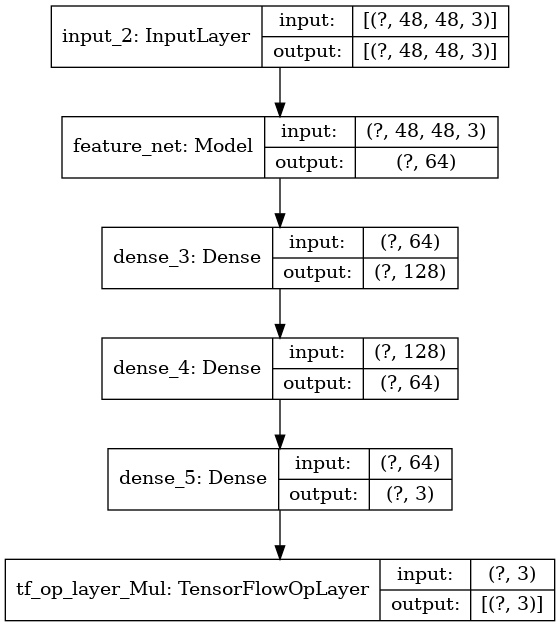 input_2: InputLayer
input: [(?, 48, 48, 3)]
output: [(?, 48, 48, 3)]
feature_net: Model
input: (?, 48, 48, 3)
output: (?, 64)
dense_3: Dense
input: (?, 64)
output: (?, 128)
dense_4: Dense
input: (?, 128)
output: (?, 64)
dense_5: Dense
input: (?, 64)
output: (?, 3)
tf_op_layer_Mul: TensorFlowOpLayer
input: (?, 3)
output: [(?, 3)]